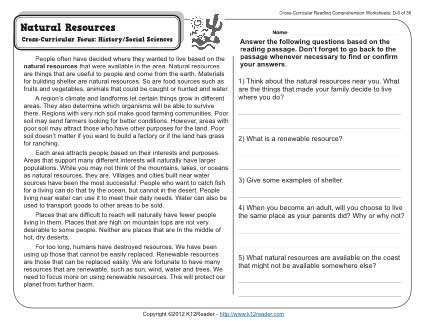 Cross-Curricular Reading Comprehension Worksheets: D-5 of 36
Natural Resources
Cross-Curricular Focus: History/Social Sciences
People often have decided where they wanted to live based on the
natural resources that were available in the area. Natural resources
are things that are useful to people and come from the earth. Materials
for building shelter are natural resources. So are food sources such as
fruits and vegetables, animals that could be caught or hunted and water.
A region's climate and landforms let certain things grow in different
areas. They also determine which organisms will be able to survive
there. Regions with very rich soil make good farming communities. Poor
soil may send farmers looking for better conditions. However, areas with
poor soil may attract those who have other purposes for the land. Poor
soil doesn't matter if you want to build a factory or if the land has grass
for ranching.
Each area attracts people based on their interests and purposes.
Areas that support many different interests will naturally have larger
populations. While you may not think of the mountains, lakes, or oceans
as natural resources, they are. Villages and cities built near water
sources have been the most successful. People who want to catch fish
for a living can do that by the ocean, but cannot in the desert. People
living near water can use it to meet their daily needs. Water can also be
used to transport goods to other areas to be sold.
Places that are difficult to reach will naturally have fewer people
living in them. Places that are high on mountain tops are not very
desirable to some people. Neither are places that are in the middle of
hot, dry deserts.
For too long, humans have destroyed resources. We have been
using up those that cannot be easily replaced. Renewable resources
are those that can be easily replaced. We are fortunate to have many
resources that are renewable, such as sun, wind, water and trees. We
need to focus more on using renewable resources. This will protect our
planet from further harm.
Name:
Answer the following questions based on the
reading passage. Don't forget to go back to the
passage whenever necessary to find or confirm
your answers.
1) Think about the natural resources near you. What
are the things that made your family decide to live
where you do?
2) What is a renewable resource?
3) Give some examples of shelter.
4) When you become an adult, will you choose to live
the same place as your parents did? Why or why not?
5) What natural resources are available on the coast
that might not be available somewhere else?
Copyright ©2012 K12Reader - http://www.k12reader.com